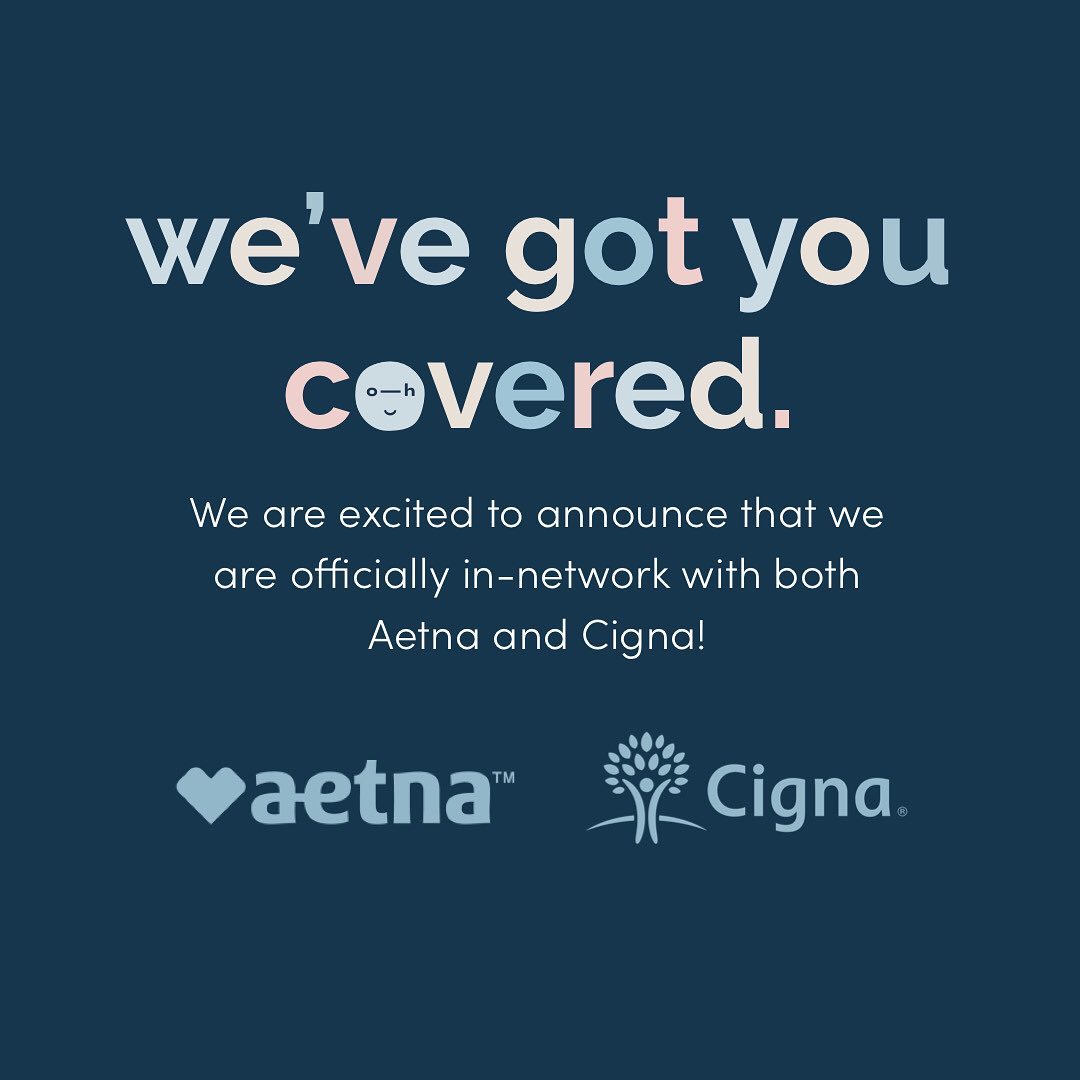 we’ve got you
covered.
o—h
We are excited to announce that we
are officially in-network with both
Aetna and Cigna!
aetna™
Cigna®